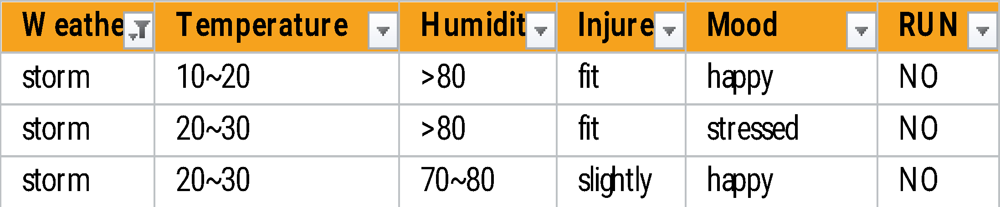 Weathe Temperature Humidit Injure Mood RUN
storm 10~20 >80 fit happy NO
storm 20~30 >80 fit stressed NO
storm 20~30 70~80 slightly happy NO